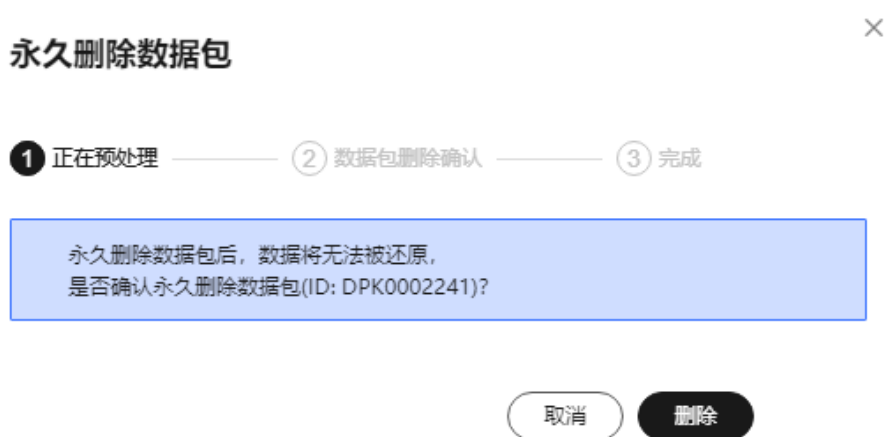 永久删除数据包
1 正在预处理 2 数据包删除确认 3 完成
永久删除数据包后，数据将无法被还原，
是否确认永久删除数据包(ID: DPK0002241)?
取消 删除